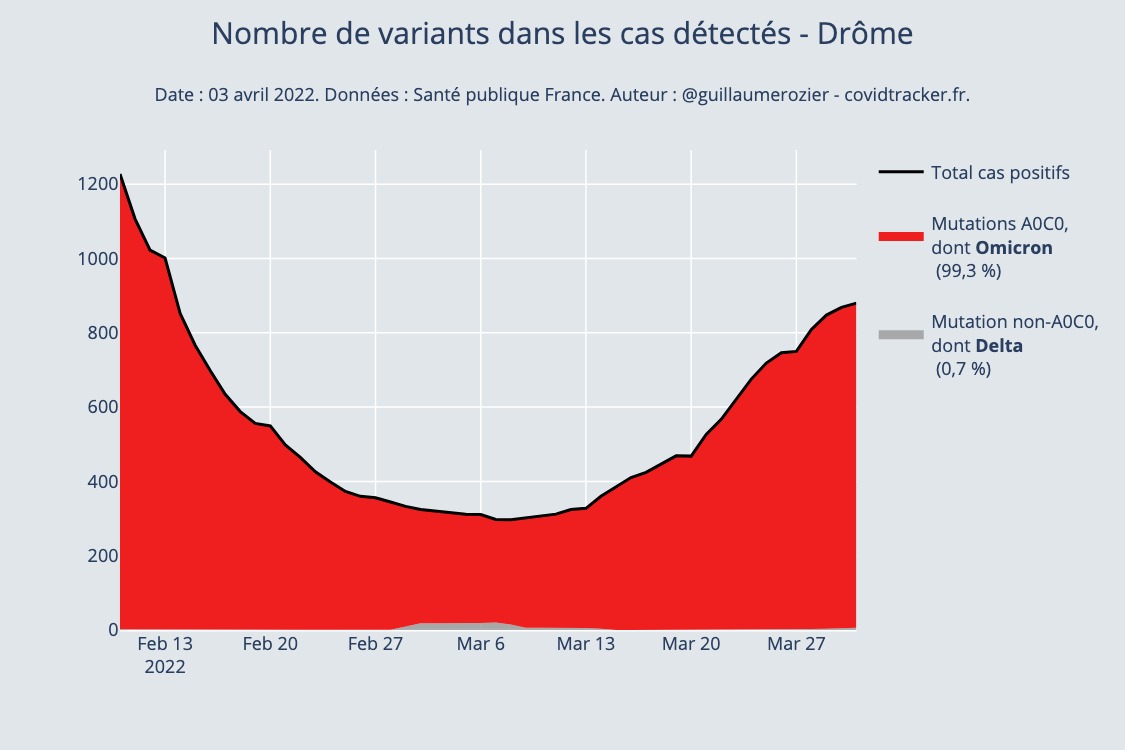 Nombre de variants dans les cas détectés - Drôme
Date : 03 avril 2022. Données : Santé publique France. Auteur : @guillaumerozier - covidtracker.fr.
1200
1000
800
600
400
200
0
Feb 13
2022
Feb 20
Feb 27
Mar 6
Mar 13
Mar 20
Mar 27
Total cas positifs
Mutations A0C0,
dont Omicron
(99,3 %)
Mutation non-A0C0,
dont Delta
(0,7 %)